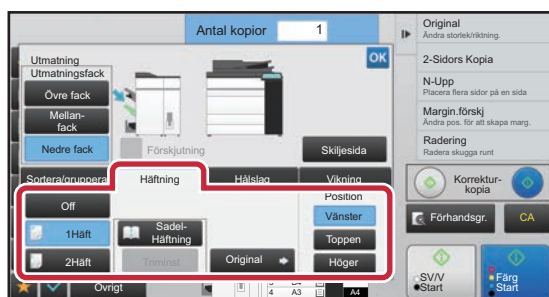 Antal kopior 1
Utmatning
OK
Utmatningsfack
Övre fack
Mellan-
fack
Nedre fack
Förskjutning
Skiljesida
Sortera/gruppera
Häftning
Hålslag
Vikning
Off
1Häft
2Häft
Sadel-
Häftning
Triminst
Original
Position
Vänster
Toppen
Höger
Övrigt
4 A3
A4
Original
Ändra storlek/riktning.
2-Sidors Kopia
N-Upp
Placera flera sidor på en sida
Margin.förskj
Ändra pos. för att skapa marg.
Radering
Radera skugga runt
Korrektur-
kopia
Förhandsgr.
CA
SV/V
Start
Färg
Start